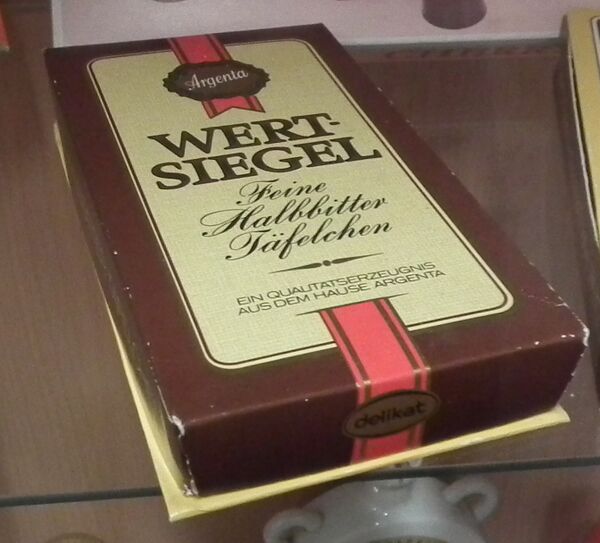 Argenta
WERT-
SIEGEL
Feine
Halbbitter
Täfelchen
EIN QUALITÄTSERZEUGNIS
AUS DEM HAUSE ARGENTA
delikat